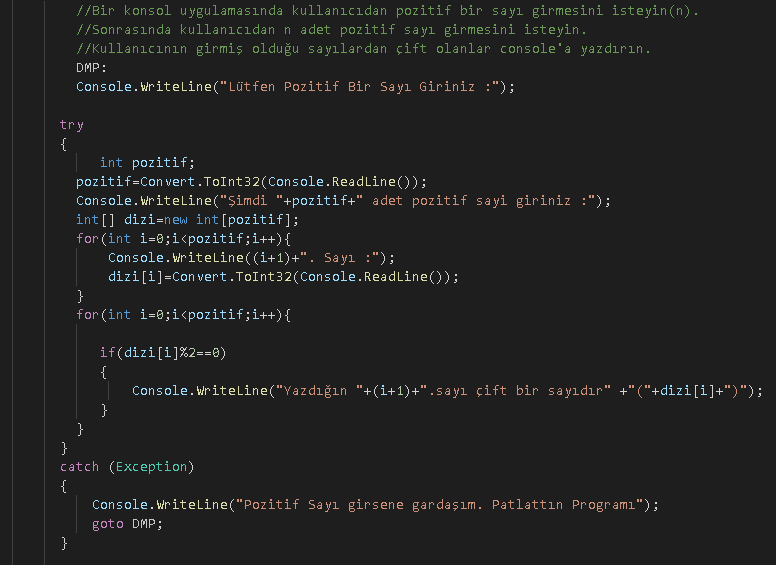 //Bir konsol uygulamasında kullanıcıdan pozitif bir sayı girmesini isteyin(n).
//Sonrasında kullanıcıdan n adet pozitif sayı girmesini isteyin.
//Kullanıcının girmiş olduğu sayılardan çift olanlar console'a yazdırın.
DMP:
Console.WriteLine("Lütfen Pozitif Bir Sayı Giriniz :");
try
{
int pozitif;
pozitif=Convert.ToInt32(Console.ReadLine());
Console.WriteLine("Şimdi "+pozitif+" adet pozitif sayi giriniz :");
int[] dizi=new int[pozitif];
for(int i=0;i<pozitif;i++){
Console.WriteLine((i+1)+". Sayı :");
dizi[i]=Convert.ToInt32(Console.ReadLine());
}
for(int i=0;i<pozitif;i++){
if(dizi[i]%2==0)
{
Console.WriteLine("Yazdığın "+(i+1)+".sayı çift bir sayıdır" +"("+dizi[i]+")");
}
}
}
catch (Exception)
{
Console.WriteLine("Pozitif Sayı girsene gardaşım. Patlattın Programı");
goto DMP;
}